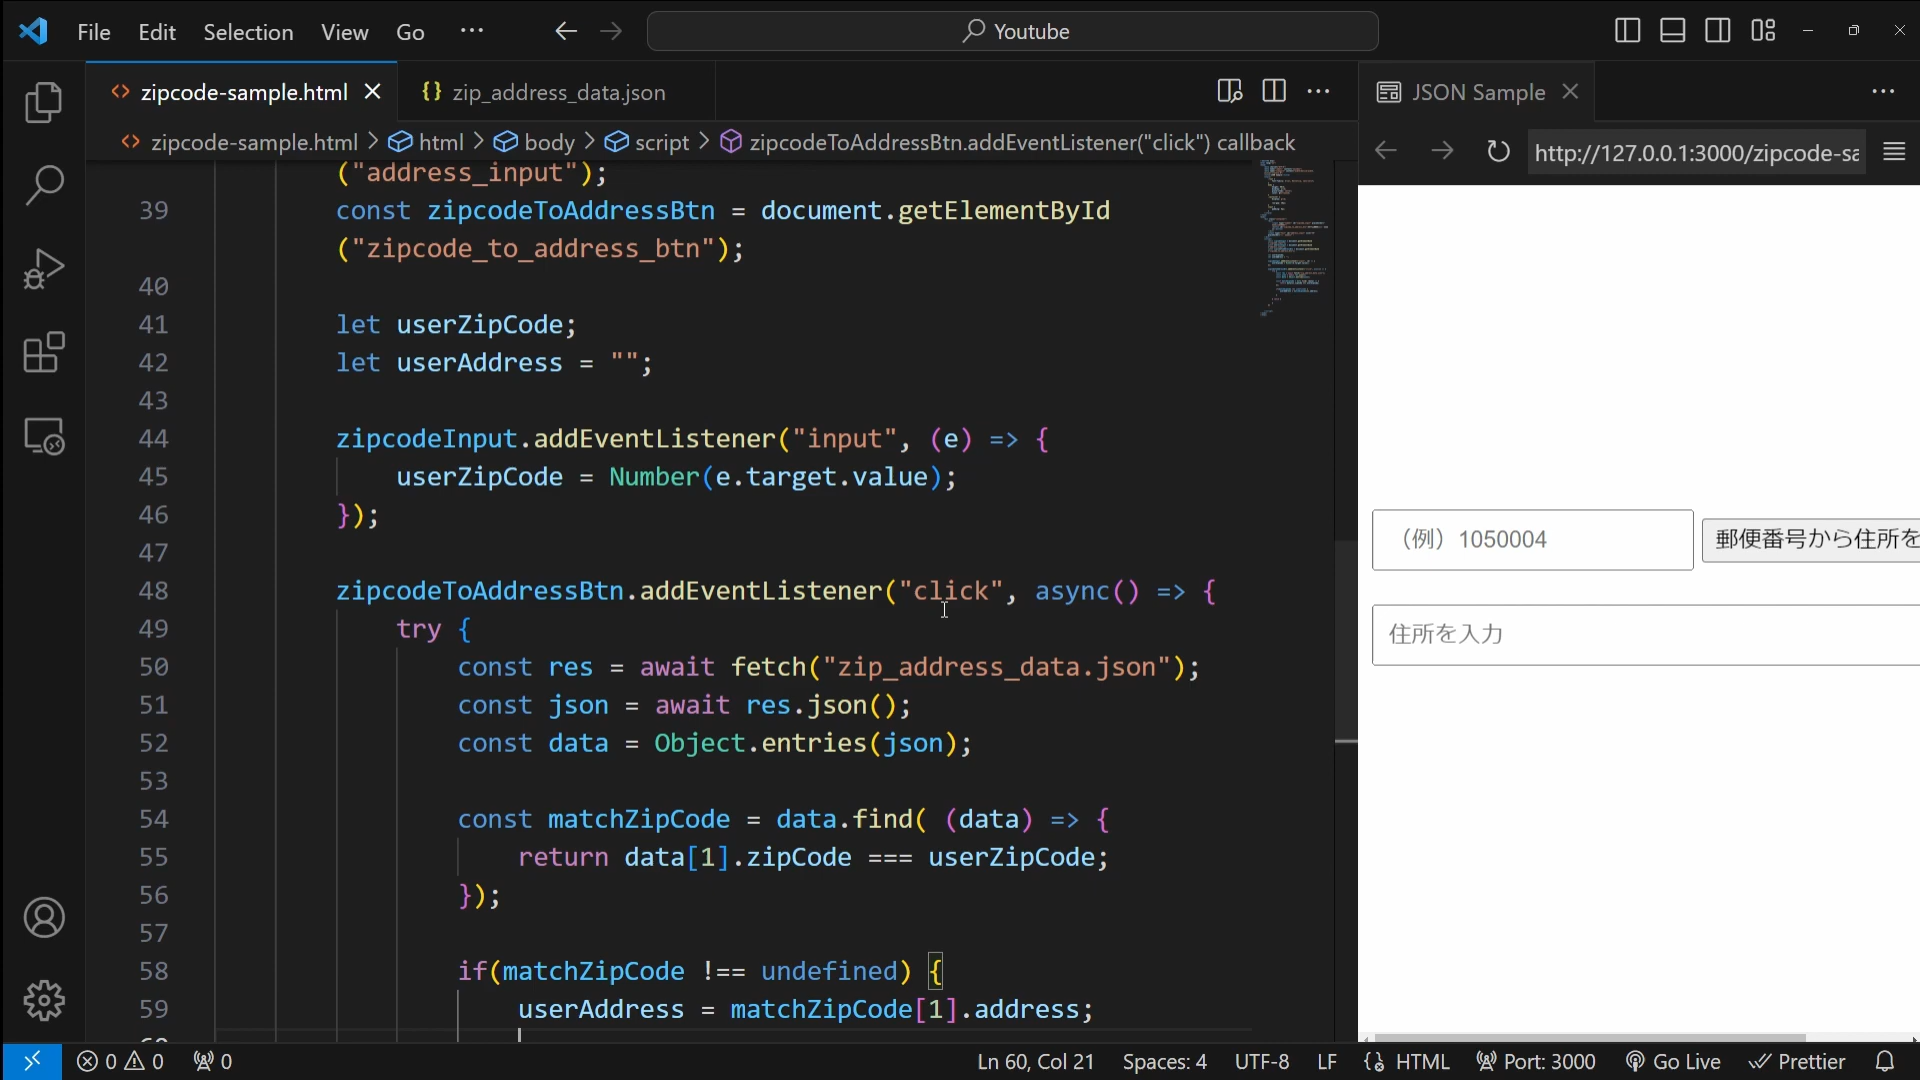 File Edit Selection View Go ··· Youtube
zipcode-sample.html zip_address_data.json JSON Sample
zipcode-sample.html > html > body > script > zipcodeToAddressBtn.addEventListener("click") callback
http://127.0.0.1:3000/zipcode-sa
("address_input");
39 const zipcodeToAddressBtn = document.getElementById
("zipcode_to_address_btn");
40
41 let userZipCode;
42 let userAddress = "";
43
44 zipcodeInput.addEventListener("input", (e) => {
45 userZipCode = Number(e.target.value);
46 });
47
48 zipcodeToAddressBtn.addEventListener("click", async() => {
49 try {
50 const res = await fetch("zip_address_data.json");
51 const json = await res.json();
52 const data = Object.entries(json);
53
54 const matchZipCode = data.find( (data) => {
55 return data[1].zipCode === userZipCode;
56 });
57
58 if(matchZipCode !== undefined) {
59 userAddress = matchZipCode[1].address;
（例）1050004 郵便番号から住所を
住所を入力
0 0 0 Ln 60, Col 21 Spaces: 4 UTF-8 LF HTML Port: 3000 Go Live Prettier